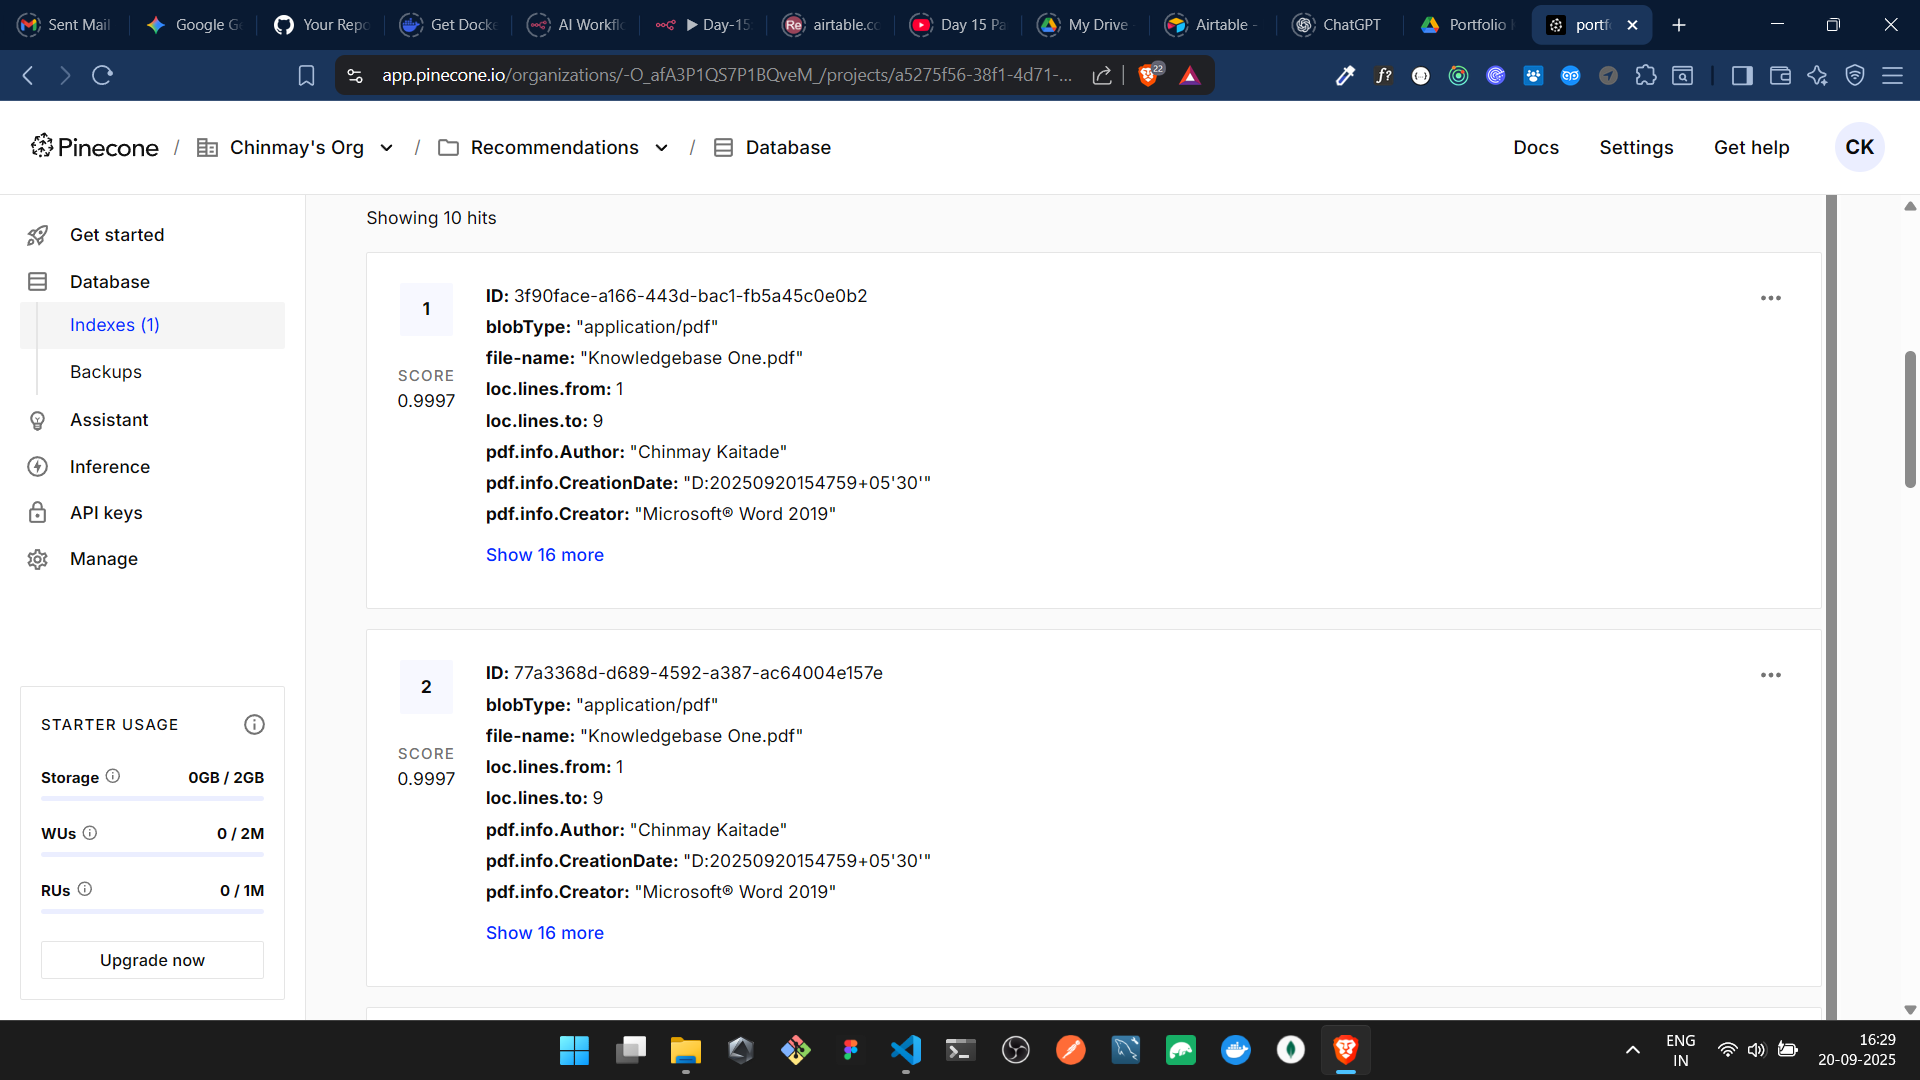 Sent Mail
Google Ge
Your Repo
Get Docke
AI Workflo
Day-15
airtable.co
Day 15 Pa
My Drive
Airtable -
ChatGPT
Portfolio
portfo
app.pinecone.io/organizations/-O_afA3P1QS7P1BQveM_/projects/a5275f56-38f1-4d71-...
22
Pinecone / Chinmay's Org / Recommendations / Database
Docs
Settings
Get help
CK
Get started
Database
Indexes (1)
Backups
Assistant
Inference
API keys
Manage
STARTER USAGE
Storage 0GB / 2GB
WUs 0 / 2M
RUs 0 / 1M
Upgrade now
Showing 10 hits
1
SCORE
0.9997
ID: 3f90face-a166-443d-bac1-fb5a45c0e0b2
blobType: "application/pdf"
file-name: "Knowledgebase One.pdf"
loc.lines.from: 1
loc.lines.to: 9
pdf.info.Author: "Chinmay Kaitade"
pdf.info.CreationDate: "D:20250920154759+05'30'"
pdf.info.Creator: "Microsoft® Word 2019"
Show 16 more
2
SCORE
0.9997
ID: 77a3368d-d689-4592-a387-ac64004e157e
blobType: "application/pdf"
file-name: "Knowledgebase One.pdf"
loc.lines.from: 1
loc.lines.to: 9
pdf.info.Author: "Chinmay Kaitade"
pdf.info.CreationDate: "D:20250920154759+05'30'"
pdf.info.Creator: "Microsoft® Word 2019"
Show 16 more
ENG
IN
16:29
20-09-2025